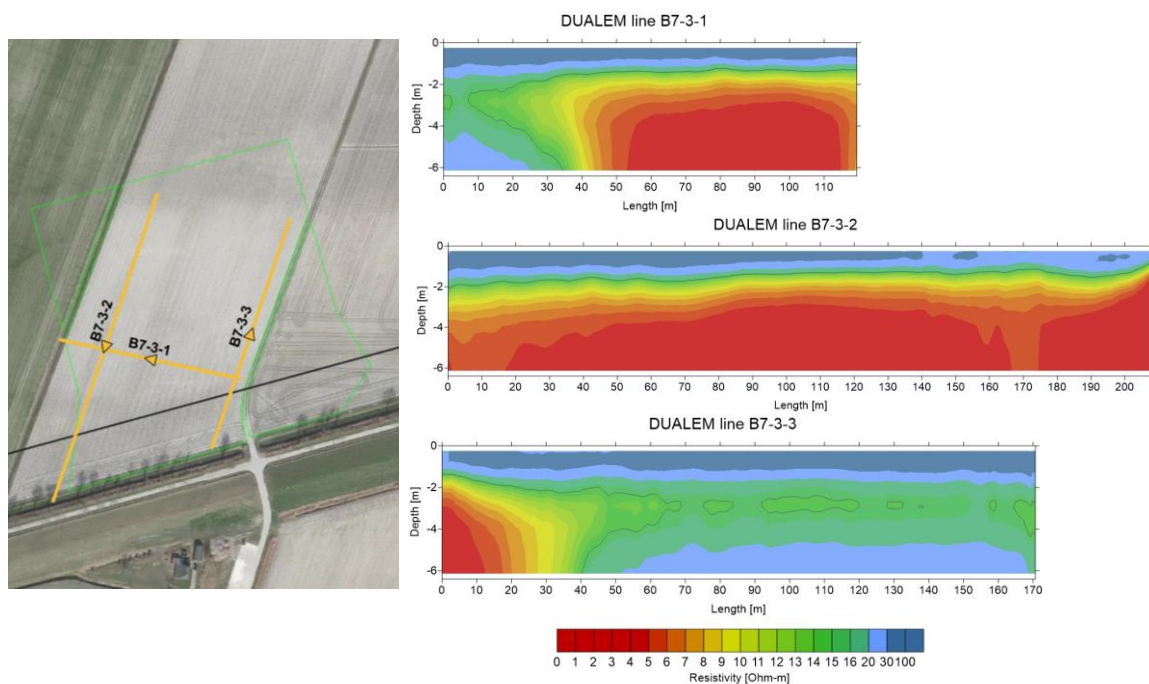 DUALEM line B7-3-1
0
-2
-4
-6
Depth [m]
0 10 20 30 40 50 60 70 80 90 100 110
Length [m]
DUALEM line B7-3-2
0
-2
-4
-6
Depth [m]
0 10 20 30 40 50 60 70 80 90 100 110 120 130 140 150 160 170 180 190 200
Length [m]
DUALEM line B7-3-3
0
-2
-4
-6
Depth [m]
0 10 20 30 40 50 60 70 80 90 100 110 120 130 140 150 160 170
Length [m]
0 1 2 3 4 5 6 7 8 9 10 11 12 13 14 15 16 20 30 100
Resistivity [Ohm-m]
B7-3-2
B7-3-1
B7-3-3